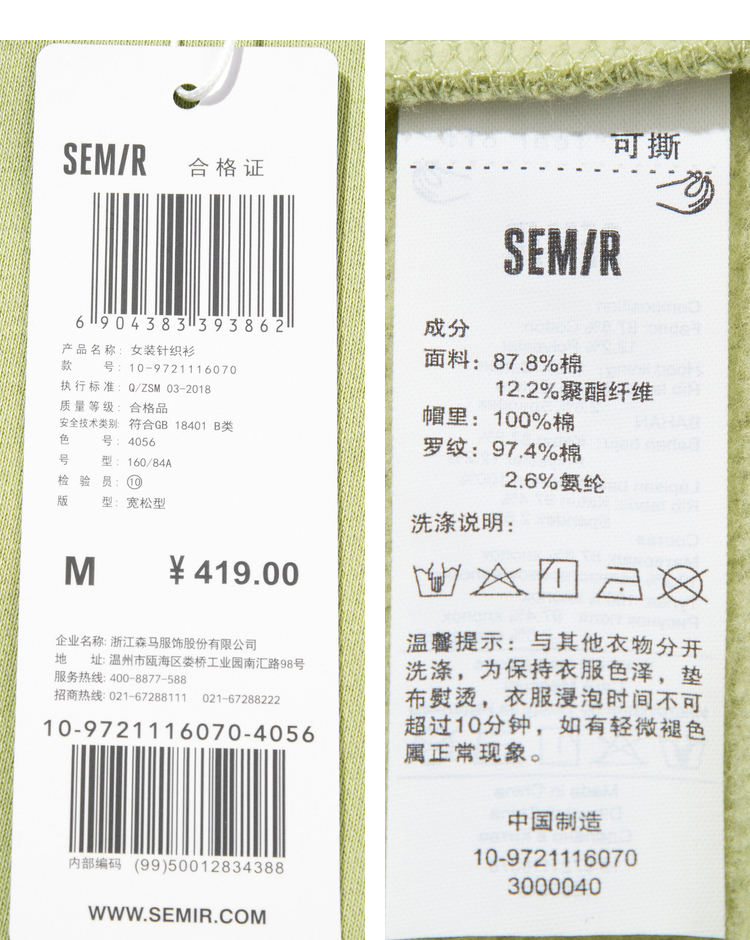 SEMIR 合格证
6 904383 393862
产品名称: 女装针织衫
款 号: 10-9721116070
执行标准: Q/ZSM 03-2018
质量等级: 合格品
安全技术类别: 符合GB 18401 B类
色 号: 4056
号 型: 160/84A
检 验 员: ⑩
版 型: 宽松型
M ¥419.00
企业名称: 浙江森马服饰股份有限公司
地 址: 温州市瓯海区娄桥工业园南汇路98号
服务热线: 400-8877-588
招商热线: 021-67288111 021-67288222
10-9721116070-4056
内部编码 (99)50012834388
WWW.SEMIR.COM
可撕
SEMIR
成分
面料: 87.8%棉
12.2%聚酯纤维
帽里: 100%棉
罗纹: 97.4%棉
2.6%氨纶
洗涤说明:
温馨提示: 与其他衣物分开
洗涤, 为保持衣服色泽, 垫
布熨烫, 衣服浸泡时间不可
超过10分钟, 如有轻微褪色
属正常现象。
中国制造
10-9721116070
3000040